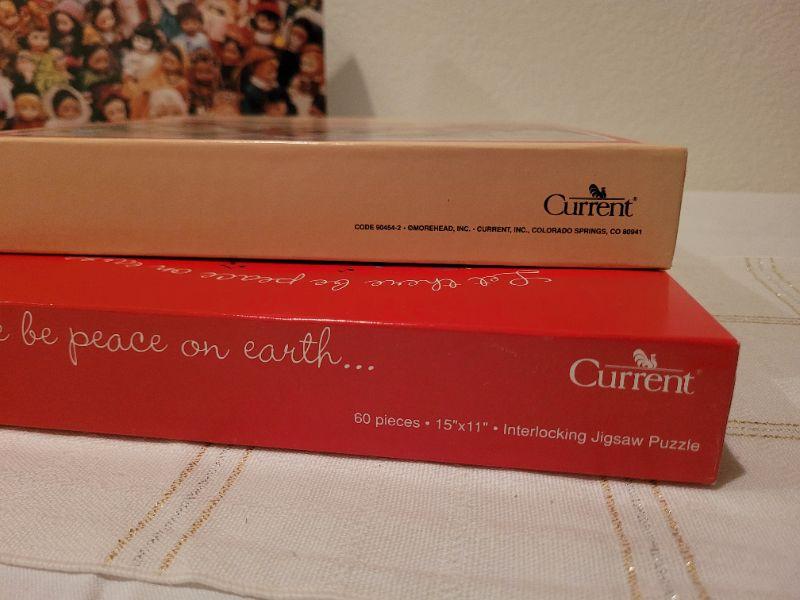 Current®
CODE 90454-2 • ©MOREHEAD, INC. • CURRENT, INC., COLORADO SPRINGS, CO 80941
Let there be peace on
be peace on earth...
Current®
60 pieces • 15"x11" • Interlocking Jigsaw Puzzle